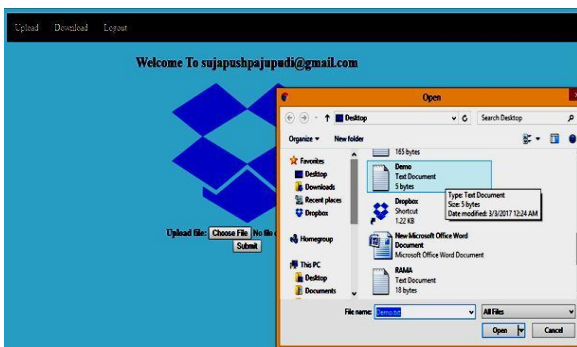 Upload Download Logout
Welcome To sujapushpajupudi@gmail.com
Upload file: Choose File No file
Submit
Open
Desktop
Search Desktop
Organize
New folder
Favorites
Desktop
Downloads
Recent places
Dropbox
Homegroup
This PC
Desktop
Documents
165 bytes
Demo
Text Document
5 bytes
Type: Text Document
Size: 5 bytes
Date modified: 3/3/2017 12:24 AM
Dropbox
Shortcut
1.22 KB
New Microsoft Office Word
Document
Microsoft Office Word Document
RAMA
Text Document
18 bytes
File name: Demo.txt
All Files
Open
Cancel